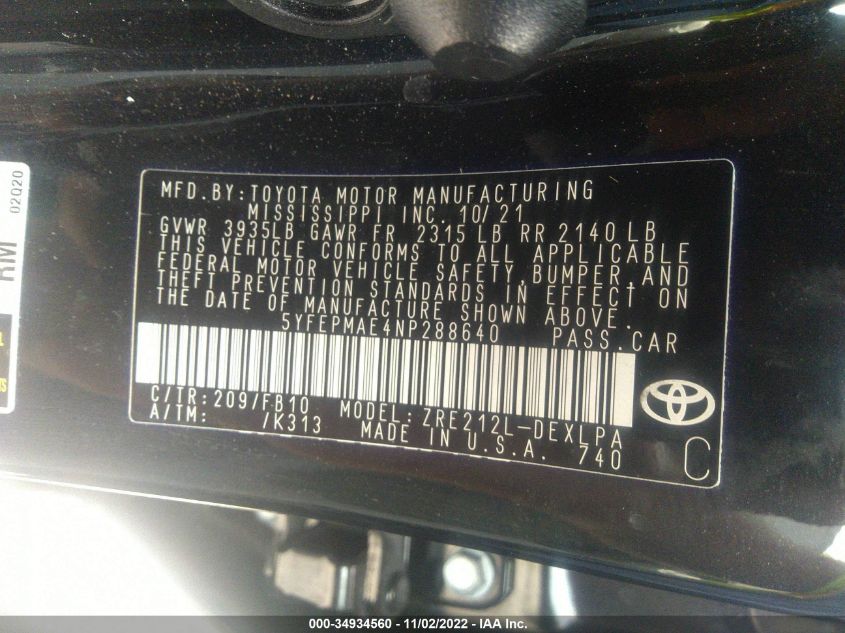 02Q20
RM
MFD.BY:TOYOTA MOTOR MANUFACTURING
MISSISSIPPI INC. 10/21
GVWR 3935LB GAWR FR 2315 LB RR 2140 LB
THIS VEHICLE CONFORMS TO ALL APPLICABLE
FEDERAL MOTOR VEHICLE SAFETY,BUMPER,AND
THEFT PREVENTION STANDARDS IN EFFECT ON
THE DATE OF MANUFACTURE SHOWN ABOVE.
5YFEPMAE4NP288640 PASS.CAR
C/TR:209/FB10 MODEL:ZRE212L-DEXLPA
A/TM: /K313 MADE IN U.S.A. 740
C
000-34934560 - 11/02/2022 - IAA Inc.